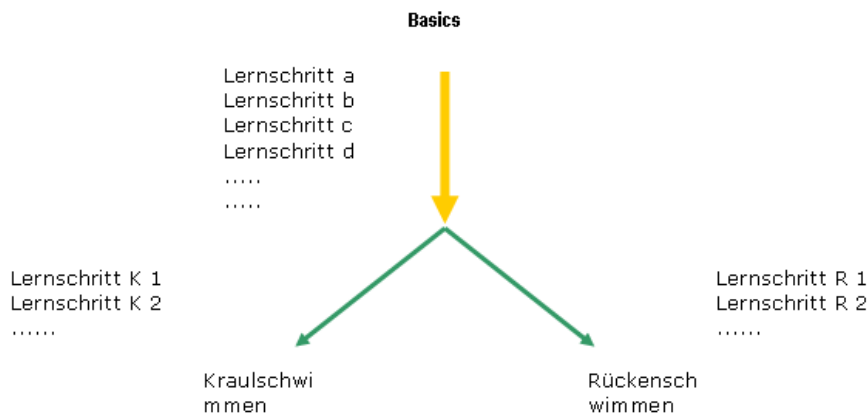 Basics
Lernschritt a
Lernschritt b
Lernschritt c
Lernschritt d
.....
.....
Lernschritt K 1
Lernschritt K 2
......
Lernschritt R 1
Lernschritt R 2
......
Kraulschwi
mmen
Rückensch
wimmen